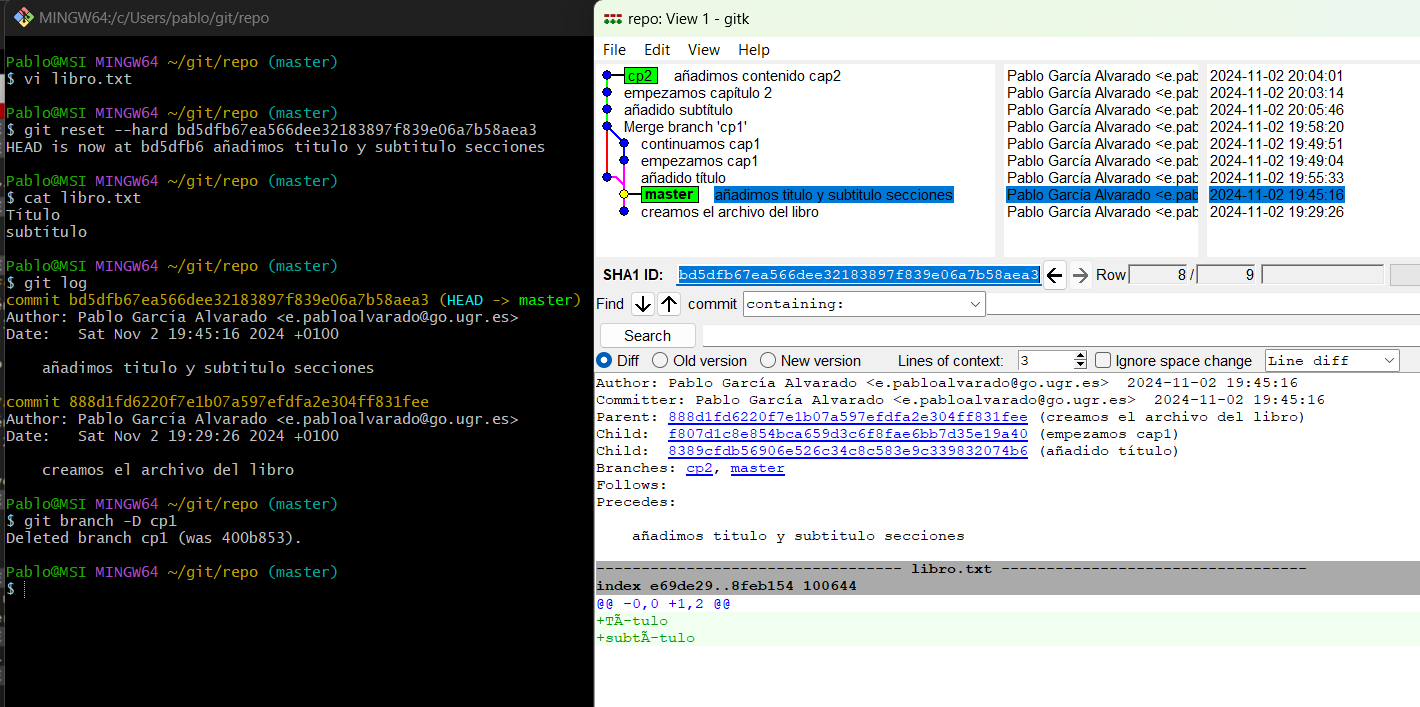 MINGW64:/c/Users/pablo/git/repo
Pablo@MSI MINGW64 ~/git/repo (master)
$ vi libro.txt
Pablo@MSI MINGW64 ~/git/repo (master)
$ git reset --hard bd5dfb67ea566dee32183897f839e06a7b58aea3
HEAD is now at bd5dfb6 añadimos titulo y subtitulo secciones
Pablo@MSI MINGW64 ~/git/repo (master)
$ cat libro.txt
Título
subtítulo
Pablo@MSI MINGW64 ~/git/repo (master)
$ git log
commit bd5dfb67ea566dee32183897f839e06a7b58aea3 (HEAD -> master)
Author: Pablo García Alvarado <e.pabloalvarado@go.ugr.es>
Date:   Sat Nov 2 19:45:16 2024 +0100
añadimos titulo y subtitulo secciones
commit 888d1fd6220f7e1b07a597efdfa2e304ff831fee
Author: Pablo García Alvarado <e.pabloalvarado@go.ugr.es>
Date:   Sat Nov 2 19:29:26 2024 +0100
creamos el archivo del libro
Pablo@MSI MINGW64 ~/git/repo (master)
$ git branch -D cp1
Deleted branch cp1 (was 400b853).
Pablo@MSI MINGW64 ~/git/repo (master)
$
repo: View 1 - gitk
File Edit View Help
cp2 añadimos contenido cap2 Pablo García Alvarado <e.pab 2024-11-02 20:04:01
empezamos capítulo 2 Pablo García Alvarado <e.pab 2024-11-02 20:03:14
añadido subtítulo Pablo García Alvarado <e.pab 2024-11-02 20:05:46
Merge branch 'cp1' Pablo García Alvarado <e.pab 2024-11-02 19:58:20
continuamos cap1 Pablo García Alvarado <e.pab 2024-11-02 19:49:51
empezamos cap1 Pablo García Alvarado <e.pab 2024-11-02 19:49:04
añadido título Pablo García Alvarado <e.pab 2024-11-02 19:55:33
master añadimos titulo y subtitulo secciones Pablo García Alvarado <e.pab 2024-11-02 19:45:16
creamos el archivo del libro Pablo García Alvarado <e.pab 2024-11-02 19:29:26
SHA1 ID: bd5dfb67ea566dee32183897f839e06a7b58aea3 Row 8 / 9
Find commit containing:
Search
Diff Old version New version Lines of context: 3 Ignore space change Line diff
Author: Pablo García Alvarado <e.pabloalvarado@go.ugr.es>  2024-11-02 19:45:16
Committer: Pablo García Alvarado <e.pabloalvarado@go.ugr.es>  2024-11-02 19:45:16
Parent: 888d1fd6220f7e1b07a597efdfa2e304ff831fee (creamos el archivo del libro)
Child:  f807d1c8e854bca659d3c6f8fae6bb7d35e19a40 (empezamos cap1)
Child:  8389cfdb56906e526c34c8c583e9c339832074b6 (añadido título)
Branches: cp2, master
Follows:
Precedes:
añadimos titulo y subtitulo secciones
---------------------------------- libro.txt ----------------------------------
index e69de29..8feb154 100644
@@ -0,0 +1,2 @@
+TÃ-tulo
+subtÃ-tulo